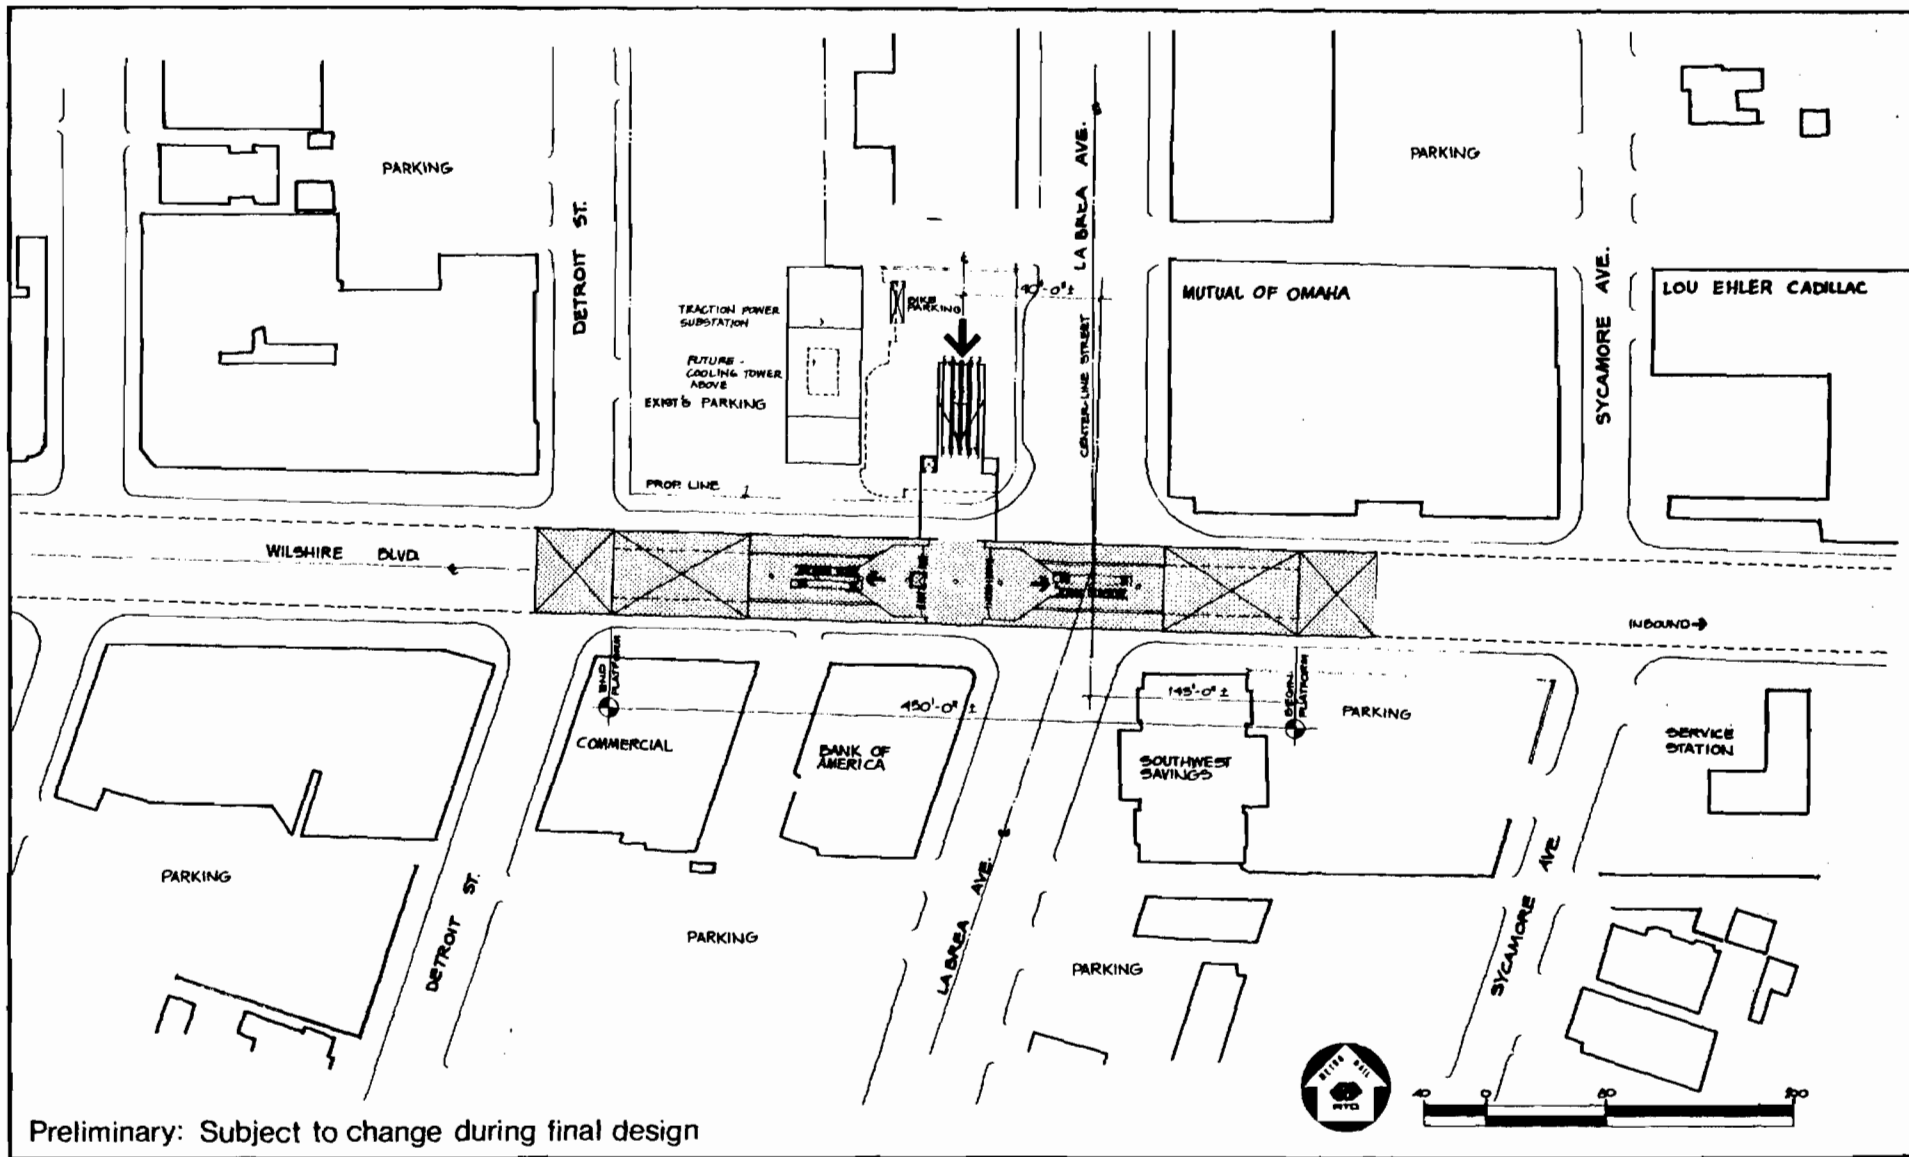 PARKING
DETROIT ST.
LA BREA AVE.
PARKING
SYCAMORE AVE.
MUTUAL OF OMAHA
LOU EHLER CADILLAC
TRACTION POWER
SUBSTATION
BIKE
PARKING
40'-0" ±
CENTER-LINE STREET
FUTURE -
COOLING TOWER
ABOVE
EXIST'G PARKING
PROP. LINE
WILSHIRE BLVD.
INBOUND
END
PLATFORM
450'-0" ±
145'-0" ±
BEGIN
PLATFORM
PARKING
COMMERCIAL
BANK OF
AMERICA
SOUTHWEST
SAVINGS
SERVICE
STATION
PARKING
DETROIT ST.
PARKING
LA BREA AVE.
PARKING
SYCAMORE AVE
METRO RAIL
RTD
40 0 80 200
Preliminary: Subject to change during final design